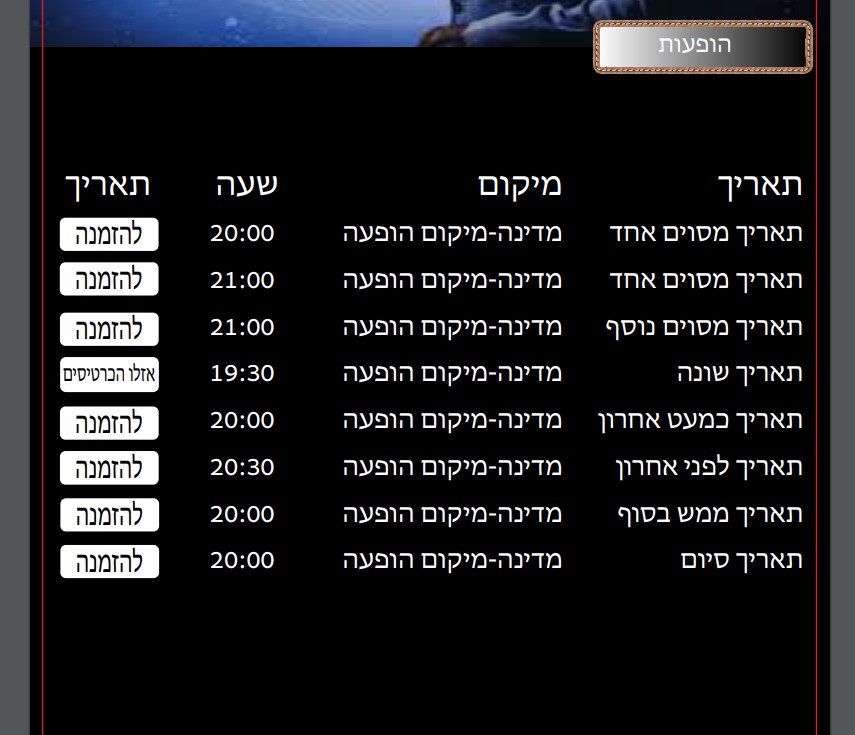 הופעות
תאריך מיקום שעה תאריך
תאריך מסוים אחד מדינה-מיקום הופעה 20:00 להזמנה
תאריך מסוים אחד מדינה-מיקום הופעה 21:00 להזמנה
תאריך מסוים נוסף מדינה-מיקום הופעה 21:00 להזמנה
תאריך שונה מדינה-מיקום הופעה 19:30 אזלו הכרטיסים
תאריך כמעט אחרון מדינה-מיקום הופעה 20:00 להזמנה
תאריך לפני אחרון מדינה-מיקום הופעה 20:30 להזמנה
תאריך ממש בסוף מדינה-מיקום הופעה 20:00 להזמנה
תאריך סיום מדינה-מיקום הופעה 20:00 להזמנה